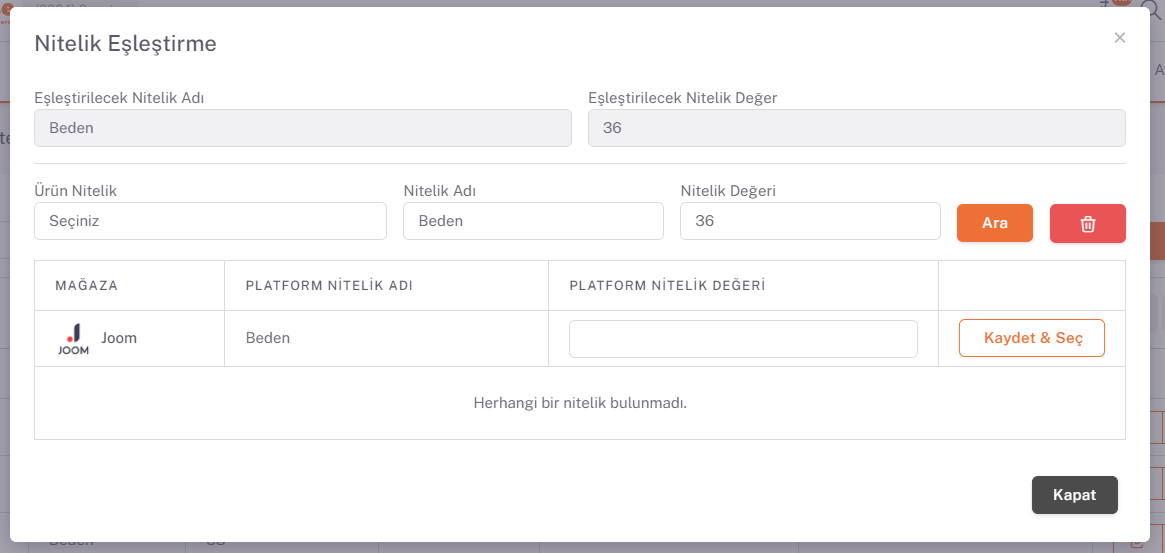 Nitelik Eşleştirme
×
Eşleştirilecek Nitelik Adı
Eşleştirilecek Nitelik Değer
Beden
36
Ürün Nitelik
Nitelik Adı
Nitelik Değeri
Seçiniz
Beden
36
Ara
MAĞAZA
PLATFORM NİTELİK ADI
PLATFORM NİTELİK DEĞERİ
JOOM
Joom
Beden
Kaydet & Seç
Herhangi bir nitelik bulunmadı.
Kapat